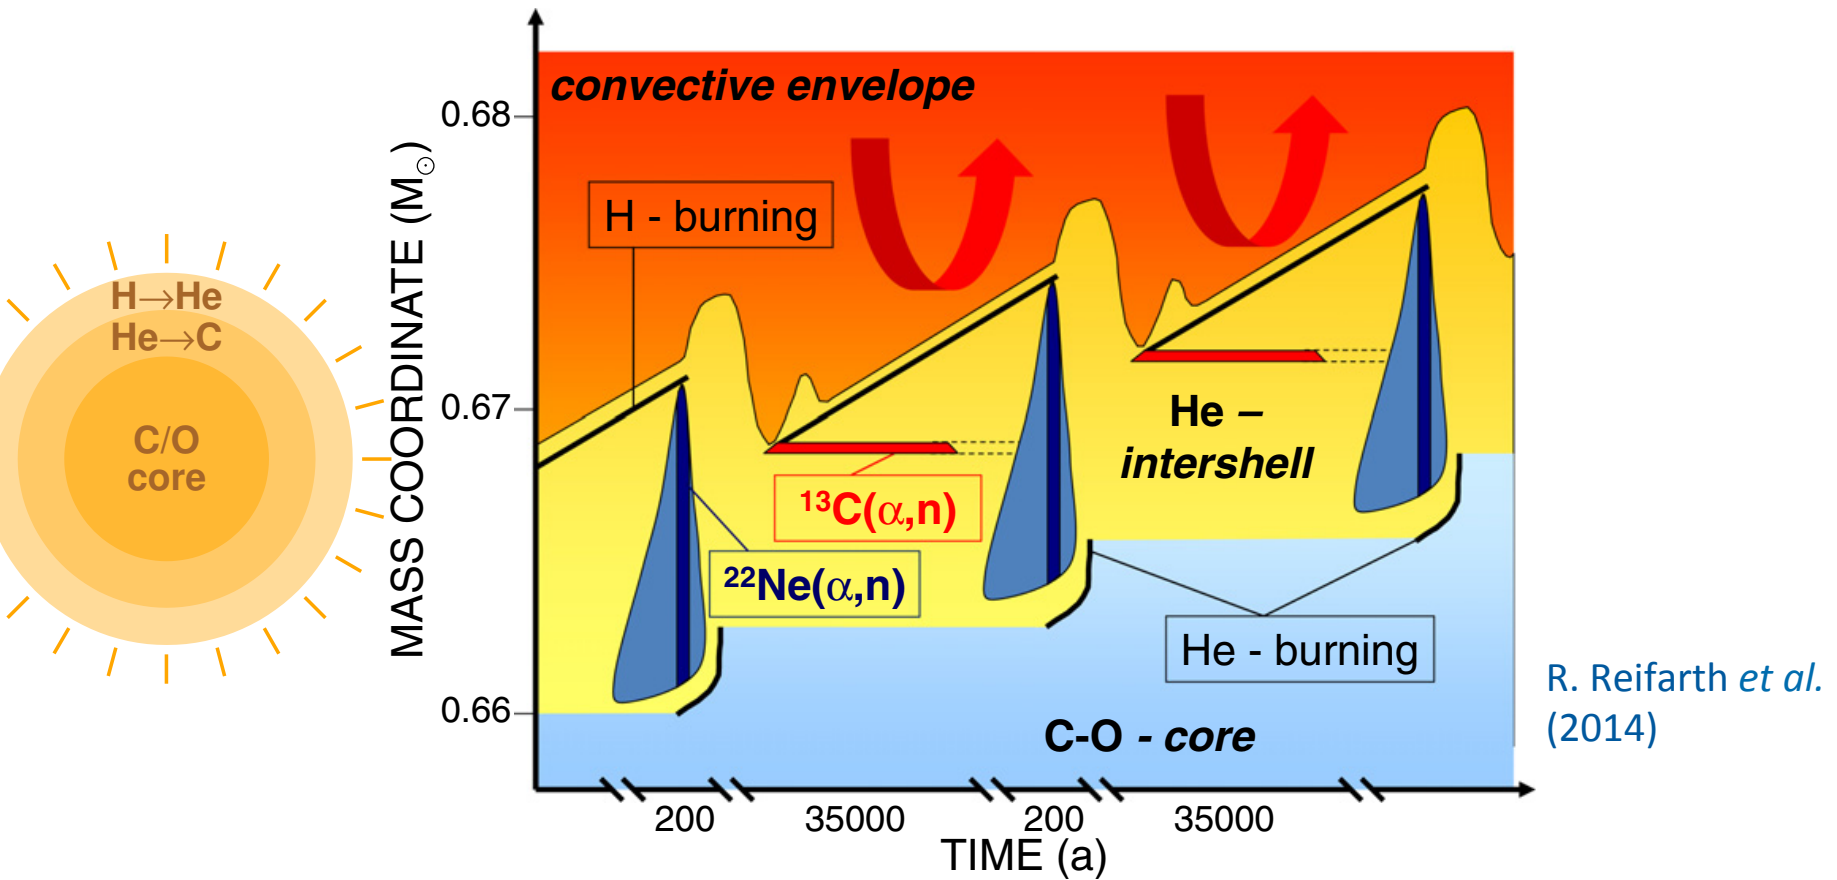 convective envelope
0.68
H - burning
H→He
He→C
MASS COORDINATE (M☉)
0.67
He –
intershell
C/O
core
¹³C(α,n)
²²Ne(α,n)
He - burning
R. Reifarth et al.
(2014)
0.66
C-O - core
200 35000 200 35000
TIME (a)